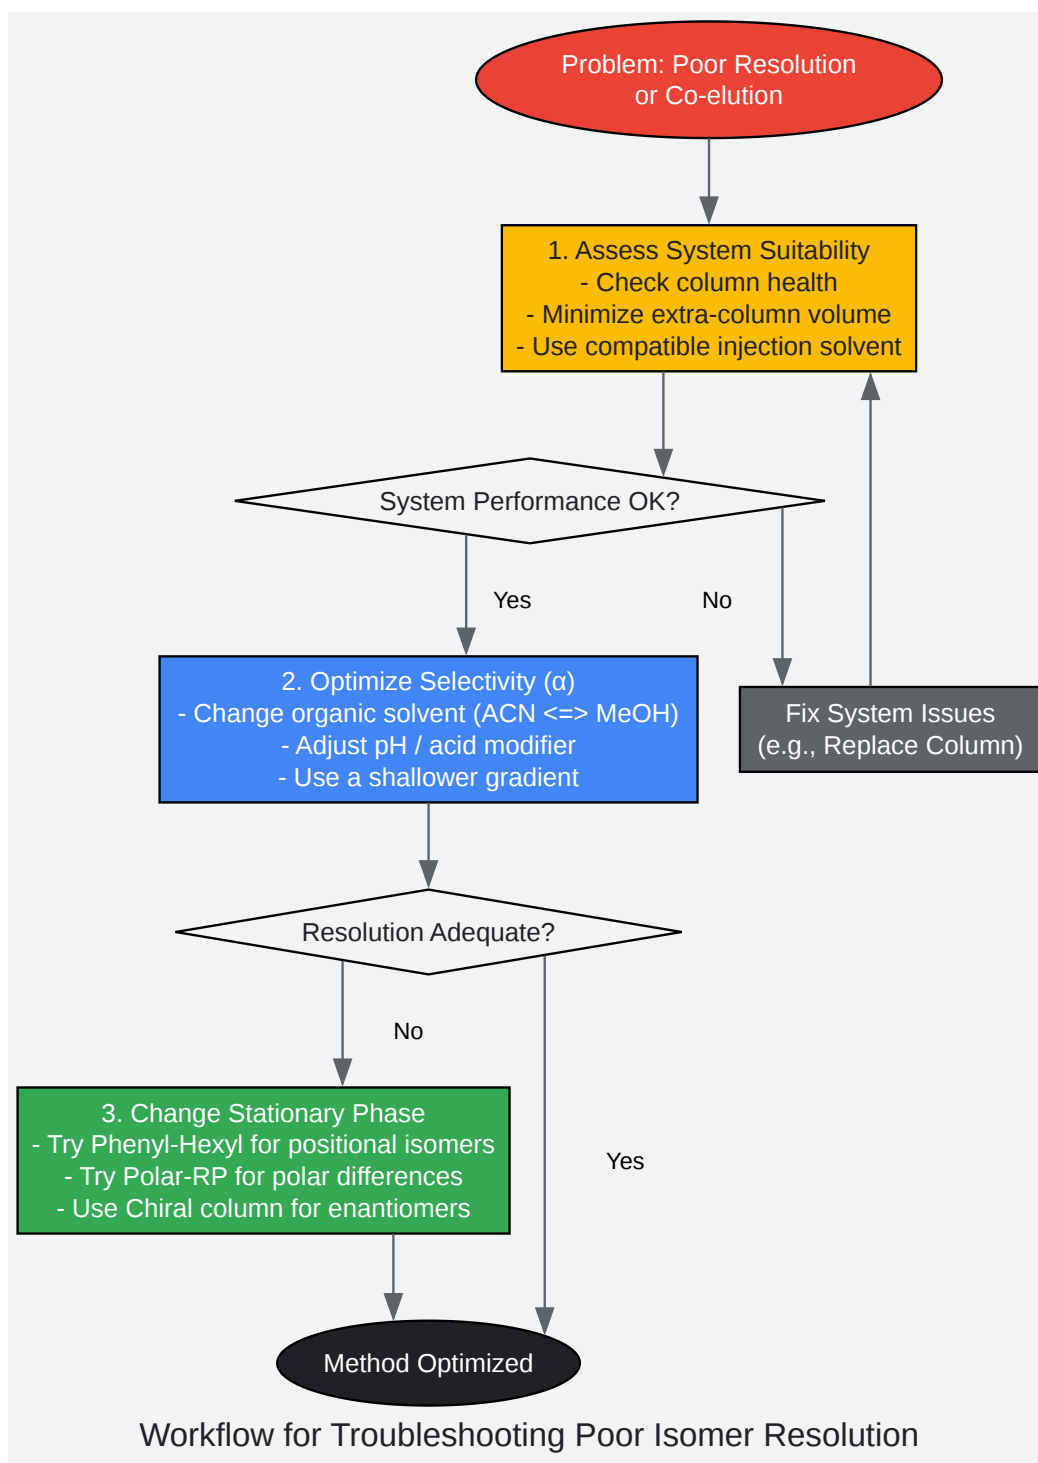 Problem: Poor Resolution
or Co-elution
1. Assess System Suitability
- Check column health
- Minimize extra-column volume
- Use compatible injection solvent
System Performance OK?
Yes
No
2. Optimize Selectivity (α)
- Change organic solvent (ACN <=> MeOH)
- Adjust pH / acid modifier
- Use a shallower gradient
Fix System Issues
(e.g., Replace Column)
Resolution Adequate?
No
Yes
3. Change Stationary Phase
- Try Phenyl-Hexyl for positional isomers
- Try Polar-RP for polar differences
- Use Chiral column for enantiomers
Method Optimized
Workflow for Troubleshooting Poor Isomer Resolution